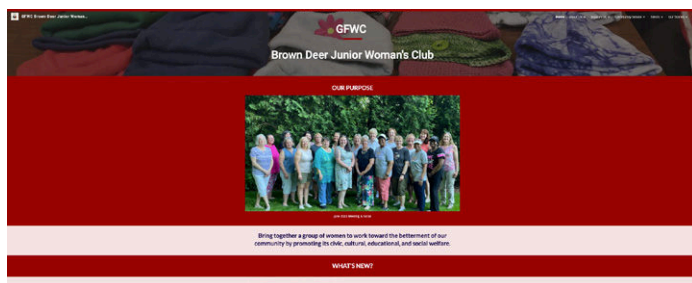 GFWC Brown Deer Junior Woman...
GFWC
Brown Deer Junior Woman's Club
OUR PURPOSE
Bring together a group of women to work toward the betterment of our
community by promoting its civic, cultural, educational, and social welfare.
WHAT'S NEW?